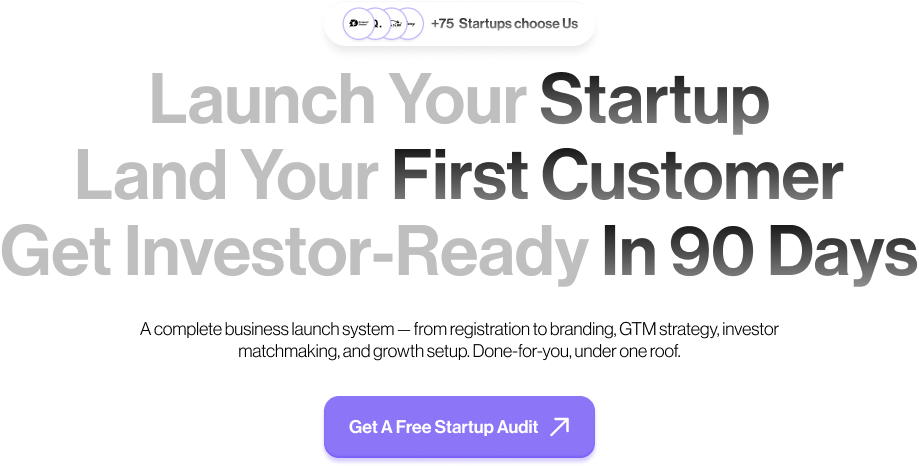 +75 Startups choose Us
Launch Your Startup
Land Your First Customer
Get Investor-Ready In 90 Days
A complete business launch system — from registration to branding, GTM strategy, investor
matchmaking, and growth setup. Done-for-you, under one roof.
Get A Free Startup Audit